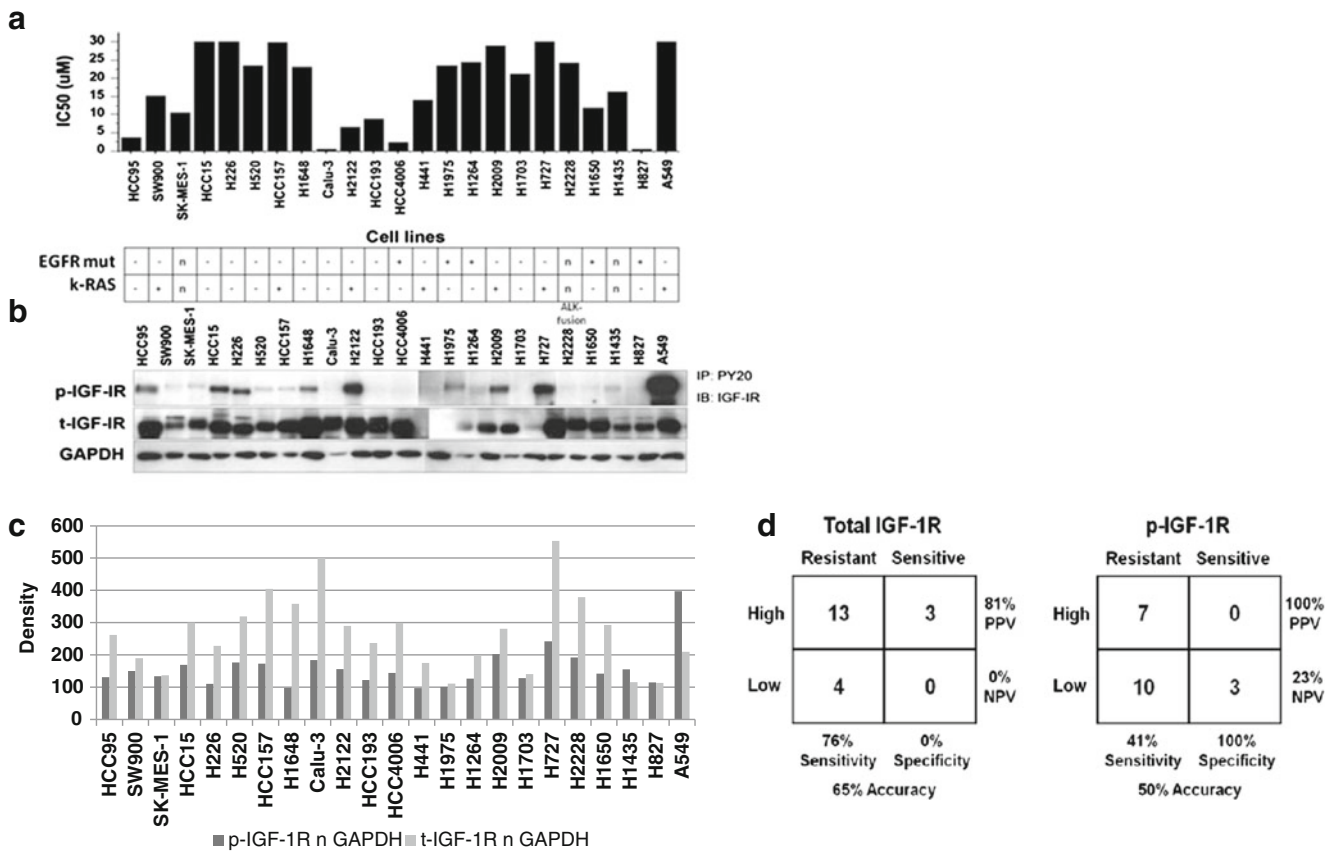 a
IC50 (uM)
30
25
20
15
10
5
0
HCC95 SW900 SK-MES-1 HCC15 H226 H520 HCC157 H1648 Calu-3 H2122 HCC193 HCC4006 H441 H1975 H1264 H2009 H1703 H727 H2228 H1650 H1435 H827 A549
Cell lines
EGFR mut - - n - - - - - - - - + - + + - - - n + n + -
k-RAS - + n - - - + - - + - - + - - + - + n - n - +
ALK-fusion
b
HCC95 SW900 SK-MES-1 HCC15 H226 H520 HCC157 H1648 Calu-3 H2122 HCC193 HCC4006 H441 H1975 H1264 H2009 H1703 H727 H2228 H1650 H1435 H827 A549
p-IGF-IR
IP: PY20
IB: IGF-IR
t-IGF-IR
GAPDH
c
Density
600
500
400
300
200
100
0
HCC95 SW900 SK-MES-1 HCC15 H226 H520 HCC157 H1648 Calu-3 H2122 HCC193 HCC4006 H441 H1975 H1264 H2009 H1703 H727 H2228 H1650 H1435 H827 A549
p-IGF-1R n GAPDH t-IGF-1R n GAPDH
d
Total IGF-1R
Resistant Sensitive
High 13 3 81% PPV
Low 4 0 0% NPV
76% Sensitivity 0% Specificity
65% Accuracy
p-IGF-1R
Resistant Sensitive
High 7 0 100% PPV
Low 10 3 23% NPV
41% Sensitivity 100% Specificity
50% Accuracy